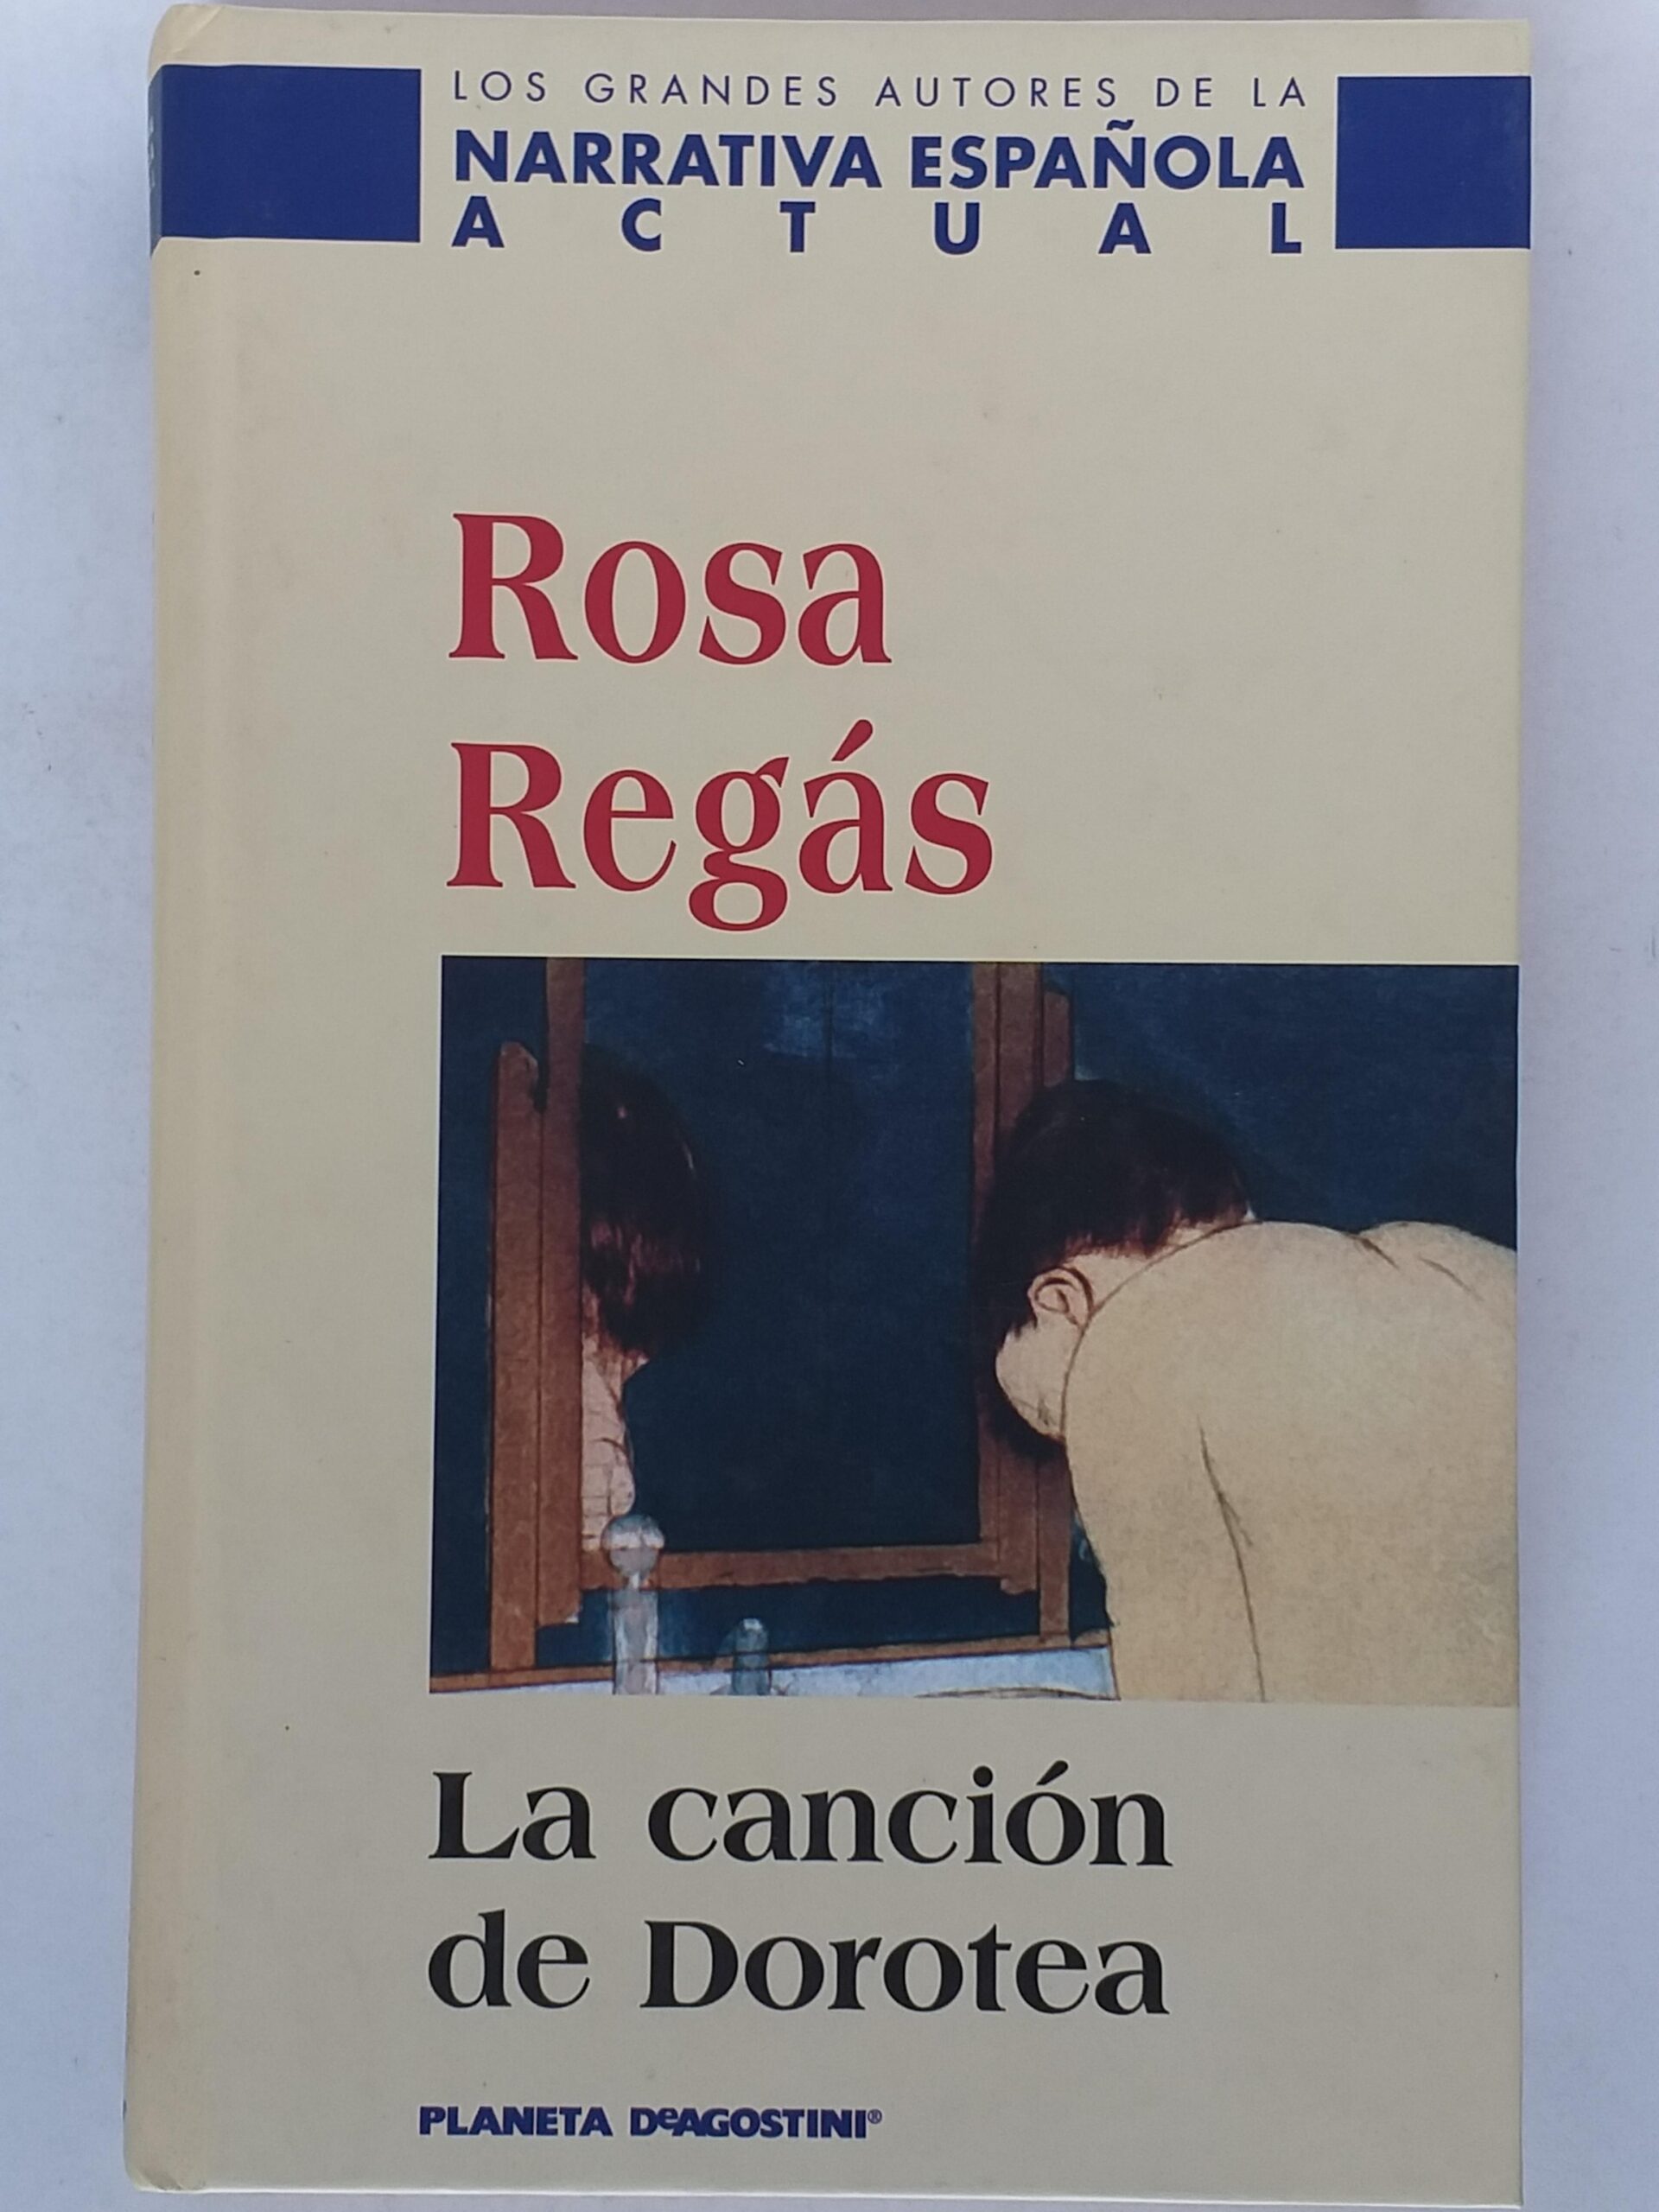 LOS GRANDES AUTORES DE LA
NARRATIVA ESPAÑOLA
ACTUAL
Rosa
Regás
La canción
de Dorotea
PLANETA DeAGOSTINI®